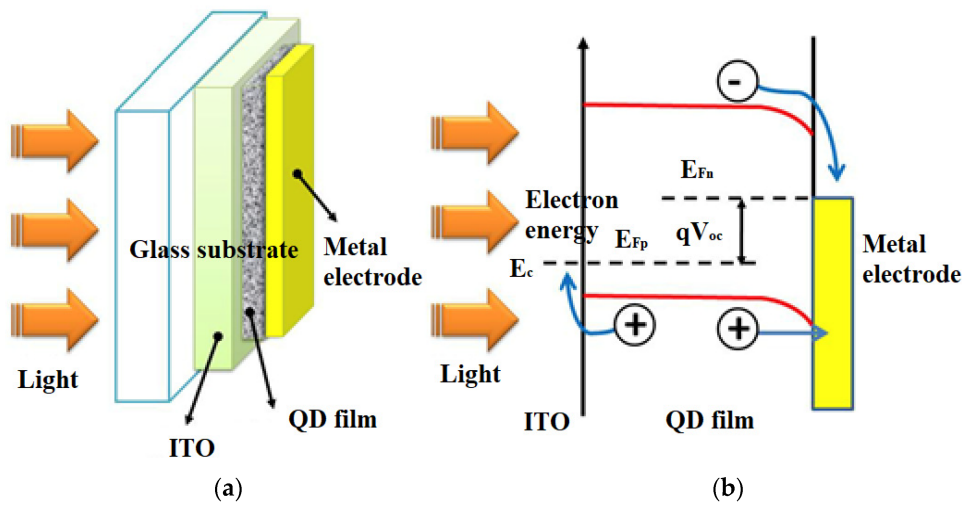 Glass substrate
Metal
electrode
Light
QD film
ITO
(a)
-
E_Fn
Electron
energy
E_Fp
qV_oc
Metal
electrode
E_c
+
+
Light
ITO
QD film
(b)